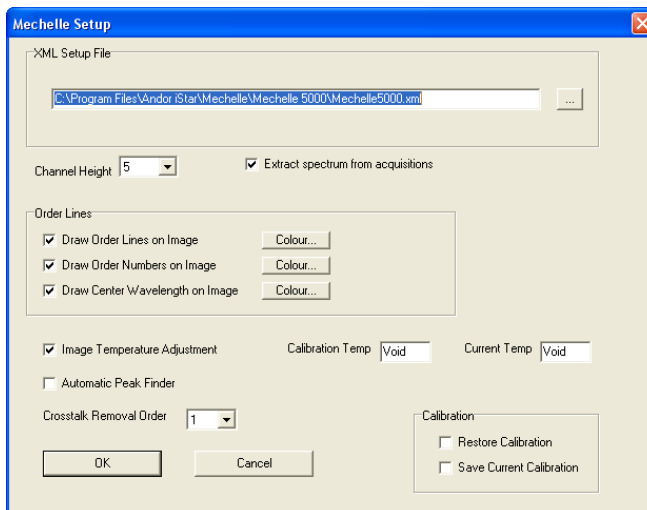 Mechelle Setup
XML Setup File
C:\Program Files\Andor iStar\Mechelle\Mechelle 5000\Mechelle5000.xml
...
Channel Height 5
Extract spectrum from acquisitions
Order Lines
Draw Order Lines on Image Colour...
Draw Order Numbers on Image Colour...
Draw Center Wavelength on Image Colour...
Image Temperature Adjustment Calibration Temp Void Current Temp Void
Automatic Peak Finder
Crosstalk Removal Order 1
Calibration
Restore Calibration
Save Current Calibration
OK Cancel